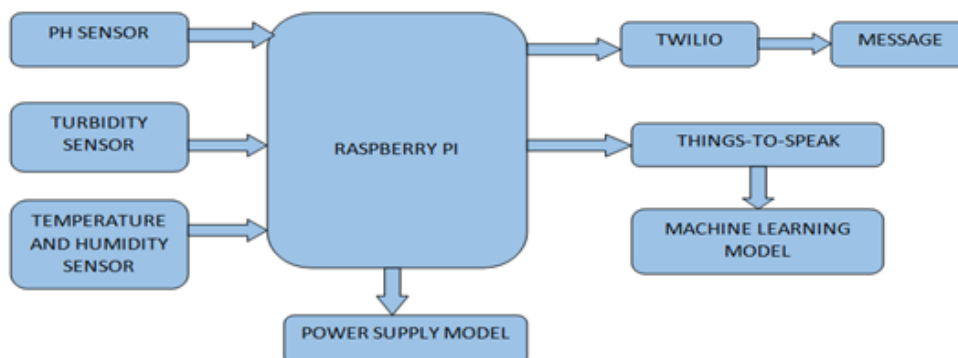 PH SENSOR
TWILIO
MESSAGE
TURBIDITY
SENSOR
RASPBERRY PI
THINGS-TO-SPEAK
TEMPERATURE
AND HUMIDITY
SENSOR
MACHINE LEARNING
MODEL
POWER SUPPLY MODEL